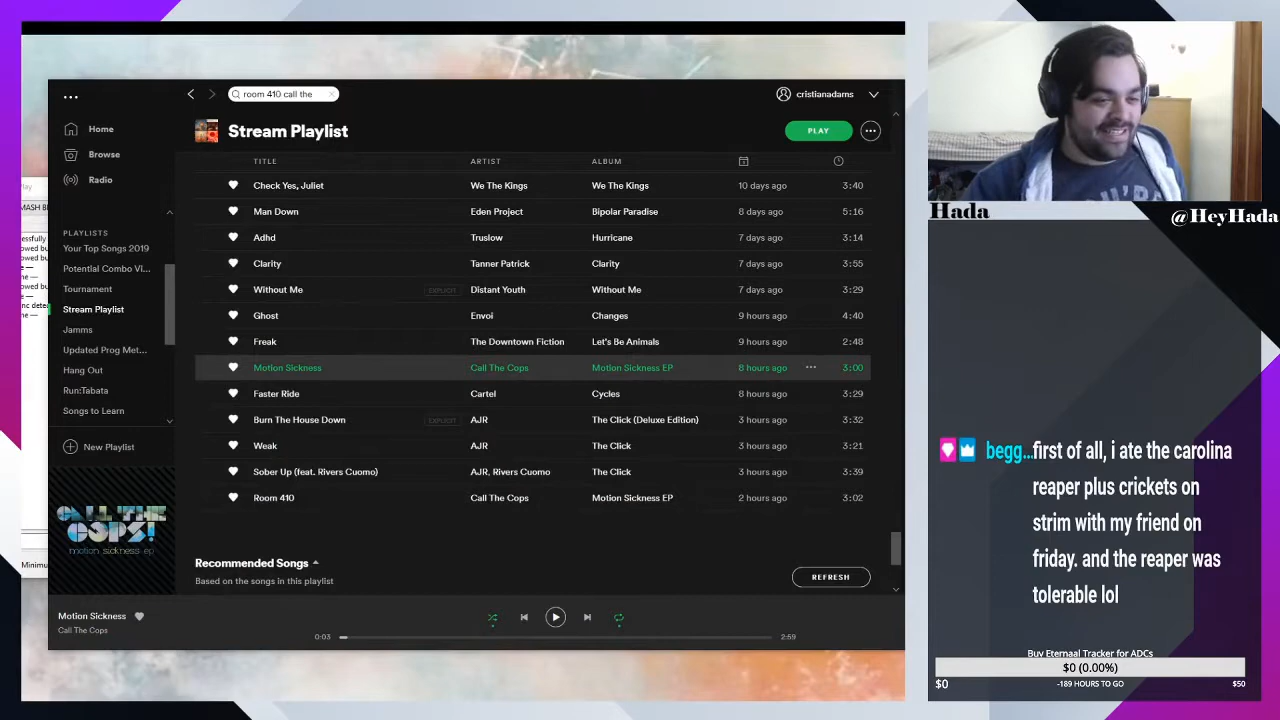 room 410 call the
cristianadams
Home
Browse
Radio
PLAYLISTS
Your Top Songs 2019
Potential Combo Vi...
Tournament
Stream Playlist
Jamms
Updated Prog Met...
Hang Out
Run:Tabata
Songs to Learn
New Playlist
CALL THE
COPS!
motion sickness ep
Stream Playlist
PLAY
TITLE ARTIST ALBUM
Check Yes, Juliet We The Kings We The Kings 10 days ago 3:40
Man Down Eden Project Bipolar Paradise 8 days ago 5:16
Adhd Truslow Hurricane 7 days ago 3:14
Clarity Tanner Patrick Clarity 7 days ago 3:55
Without Me EXPLICIT Distant Youth Without Me 7 days ago 3:29
Ghost Envoi Changes 9 hours ago 4:40
Freak The Downtown Fiction Let's Be Animals 9 hours ago 2:48
Motion Sickness Call The Cops Motion Sickness EP 8 hours ago 3:00
Faster Ride Cartel Cycles 8 hours ago 3:29
Burn The House Down EXPLICIT AJR The Click (Deluxe Edition) 3 hours ago 3:32
Weak AJR The Click 3 hours ago 3:21
Sober Up (feat. Rivers Cuomo) AJR, Rivers Cuomo The Click 3 hours ago 3:39
Room 410 Call The Cops Motion Sickness EP 2 hours ago 3:02
Recommended Songs
Based on the songs in this playlist
REFRESH
Motion Sickness
Call The Cops
0:03 2:59
Minimu
Hada
@HeyHada
begg... first of all, i ate the carolina
reaper plus crickets on
strim with my friend on
friday. and the reaper was
tolerable lol
Buy Eternaal Tracker for ADCs
$0 (0.00%)
$0 -189 HOURS TO GO $50